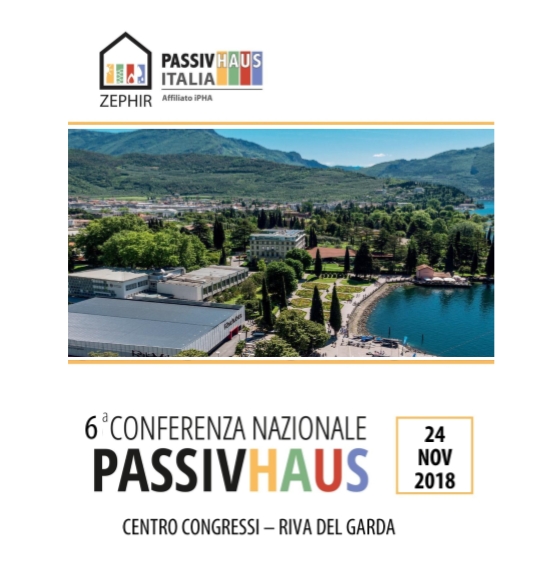 PASSIVHAUS
ITALIA
Affiliato iPHA
ZEPHIR
6ª CONFERENZA NAZIONALE
PASSIVHAUS
24
NOV
2018
CENTRO CONGRESSI – RIVA DEL GARDA